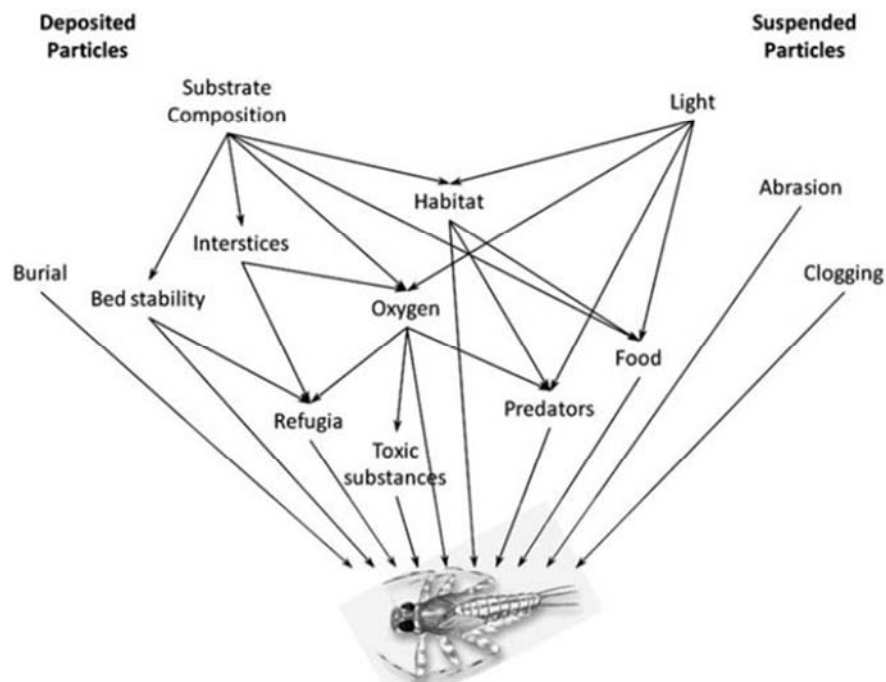 Deposited
Particles
Suspended
Particles
Substrate
Composition
Light
Habitat
Abrasion
Interstices
Burial
Bed stability
Oxygen
Clogging
Food
Refugia
Predators
Toxic
substances